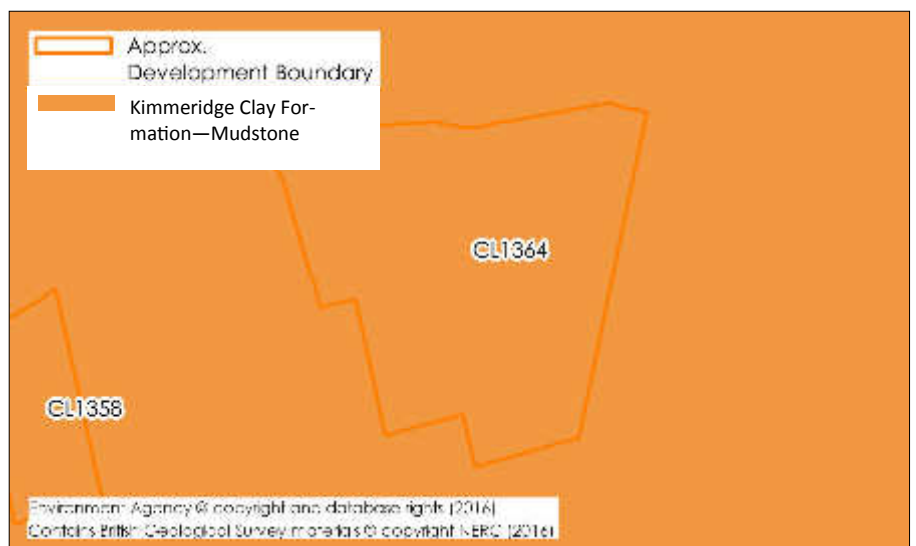 Approx.
Development Boundary
Kimmeridge Clay For-
mation—Mudstone
CL1364
CL1358
Environment Agency © copyright and database rights (2016)
Contains British Geological Survey materials © copyright NERC (2016)